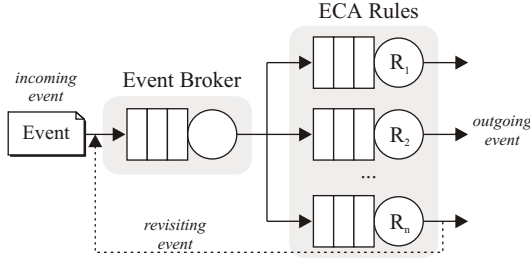 ECA Rules
incoming
event
Event Broker
Event
R1
R2
...
Rn
outgoing
event
revisiting
event